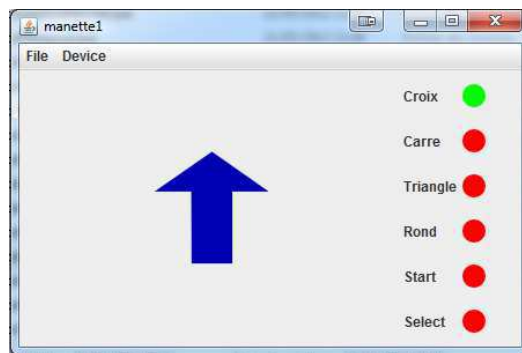 manette1
File Device
Croix
Carre
Triangle
Rond
Start
Select